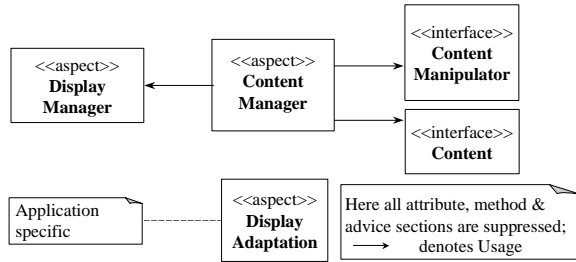 <<aspect>>
Display
Manager
<<aspect>>
Content
Manager
<<interface>>
Content
Manipulator
<<interface>>
Content
Application
specific
<<aspect>>
Display
Adaptation
Here all attribute, method &
advice sections are suppressed;
denotes Usage